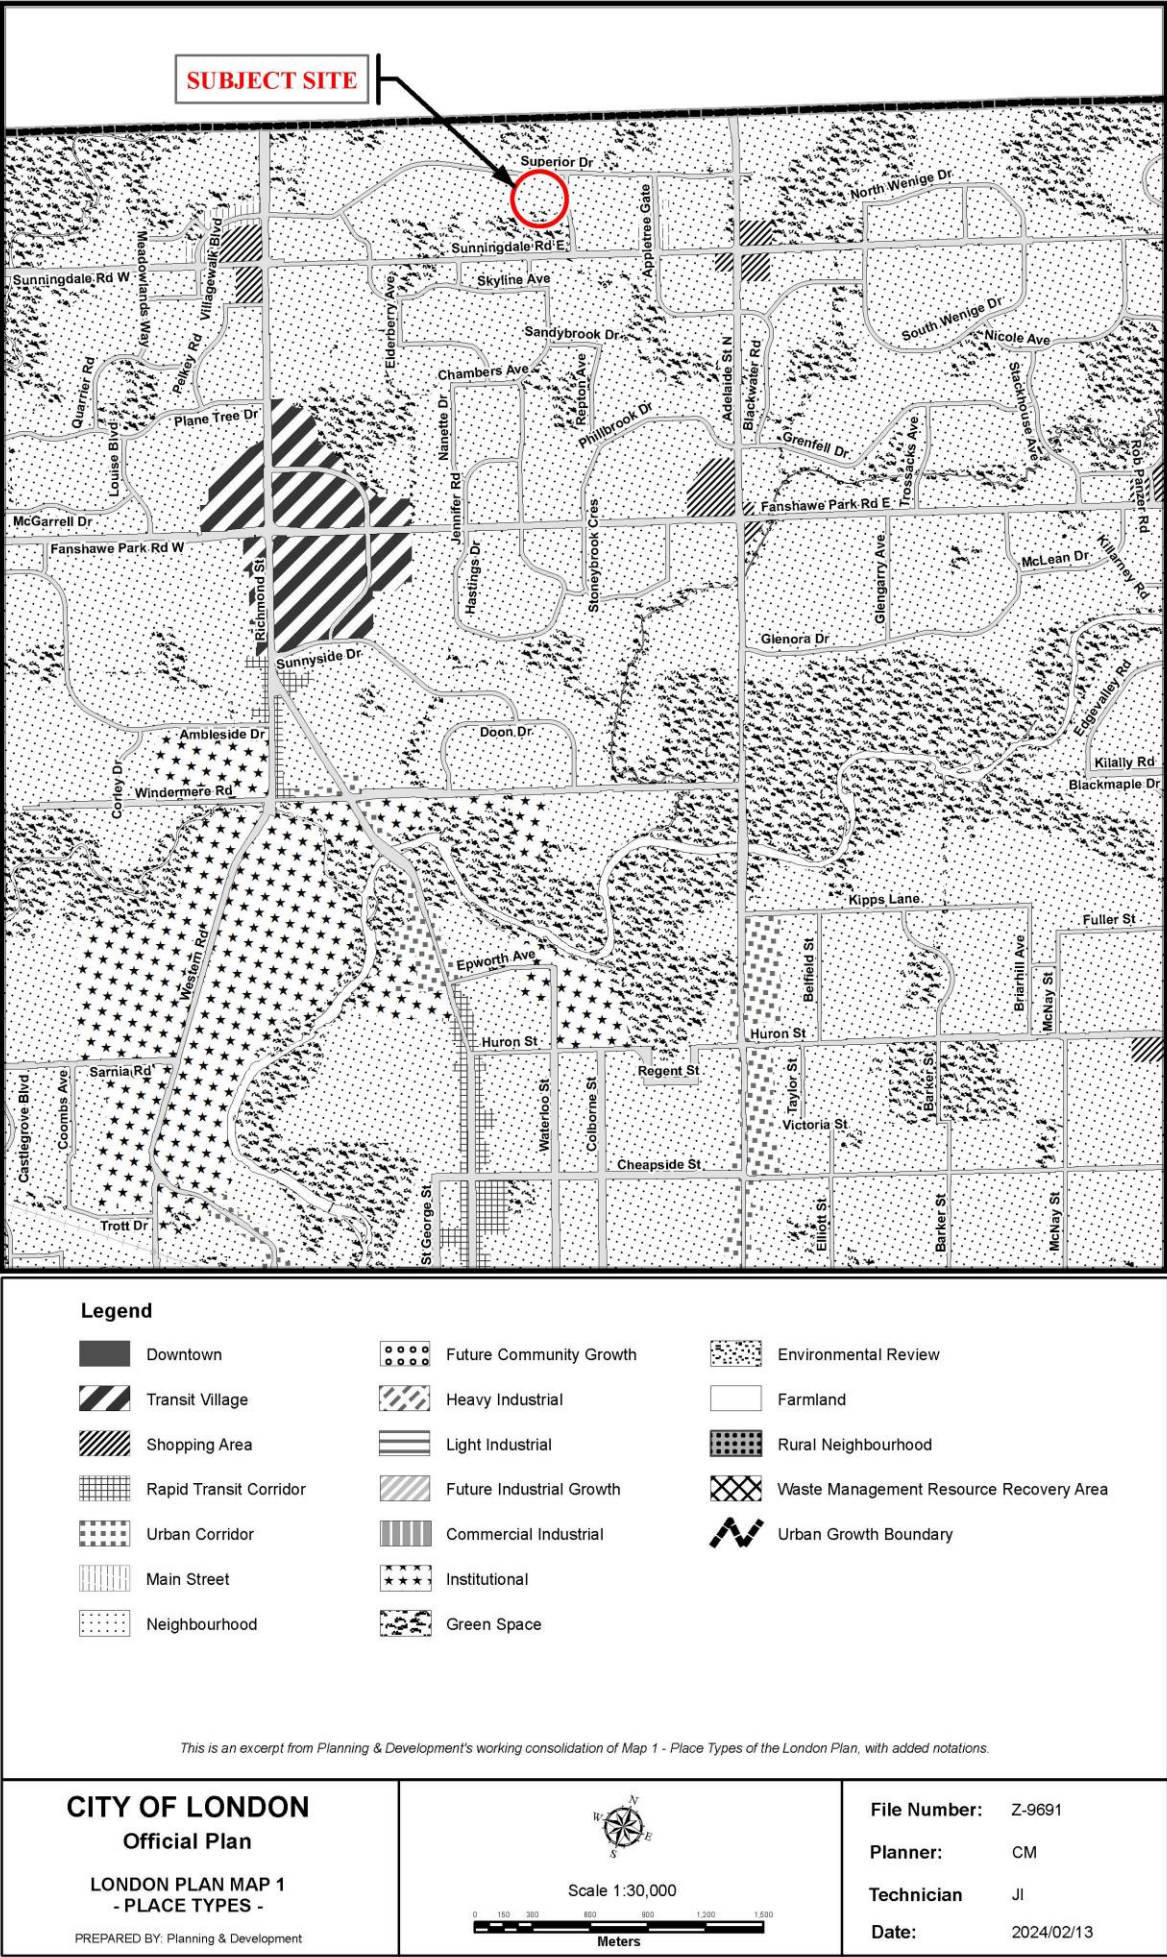 SUBJECT SITE
Superior Dr
North Wenige Dr
Appletree Gate
Meadowlands Way
Villagewalk Blvd
Sunningdale Rd E
Sunningdale Rd W
Skyline Ave
Elderberry Ave
South Wenige Dr
Sandybrook Dr
Nicole Ave
Pelkey Rd
Quarrier Rd
Chambers Ave
Repton Ave
Adelaide St N
Blackwater Rd
Stackhouse Ave
Plane Tree Dr
Nanette Dr
Phillbrook Dr
Grenfell Dr
Trossacks Ave
Louise Blvd
Rob Panzer Rd
Jennifer Rd
Stoneybrook Cres
Fanshawe Park Rd E
McGarrell Dr
Fanshawe Park Rd W
Richmond St
Hastings Dr
Glengarry Ave
McLean Dr
Killarney Rd
Glenora Dr
Sunnyside Dr
Edgevalley Rd
Ambleside Dr
Doon Dr
Corley Dr
Windermere Rd
Kilally Rd
Blackmaple Dr
Kipps Lane
Fuller St
Western Rd
Epworth Ave
Belfield St
Briarhill Ave
McNay St
Huron St
Huron St
Sarnia Rd
Regent St
Castlegrove Blvd
Coombs Ave
Waterloo St
Colborne St
Taylor St
Barker St
Victoria St
Cheapside St
St George St
Trott Dr
Elliott St
Barker St
McNay St
Legend
Downtown
Transit Village
Shopping Area
Rapid Transit Corridor
Urban Corridor
Main Street
Neighbourhood
Future Community Growth
Heavy Industrial
Light Industrial
Future Industrial Growth
Commercial Industrial
Institutional
Green Space
Environmental Review
Farmland
Rural Neighbourhood
Waste Management Resource Recovery Area
Urban Growth Boundary
This is an excerpt from Planning & Development's working consolidation of Map 1 - Place Types of the London Plan, with added notations.
CITY OF LONDON
Official Plan
LONDON PLAN MAP 1
- PLACE TYPES -
PREPARED BY: Planning & Development
N
W
E
S
Scale 1:30,000
0 150 300 600 900 1,200 1,500
Meters
File Number: Z-9691
Planner: CM
Technician JI
Date: 2024/02/13